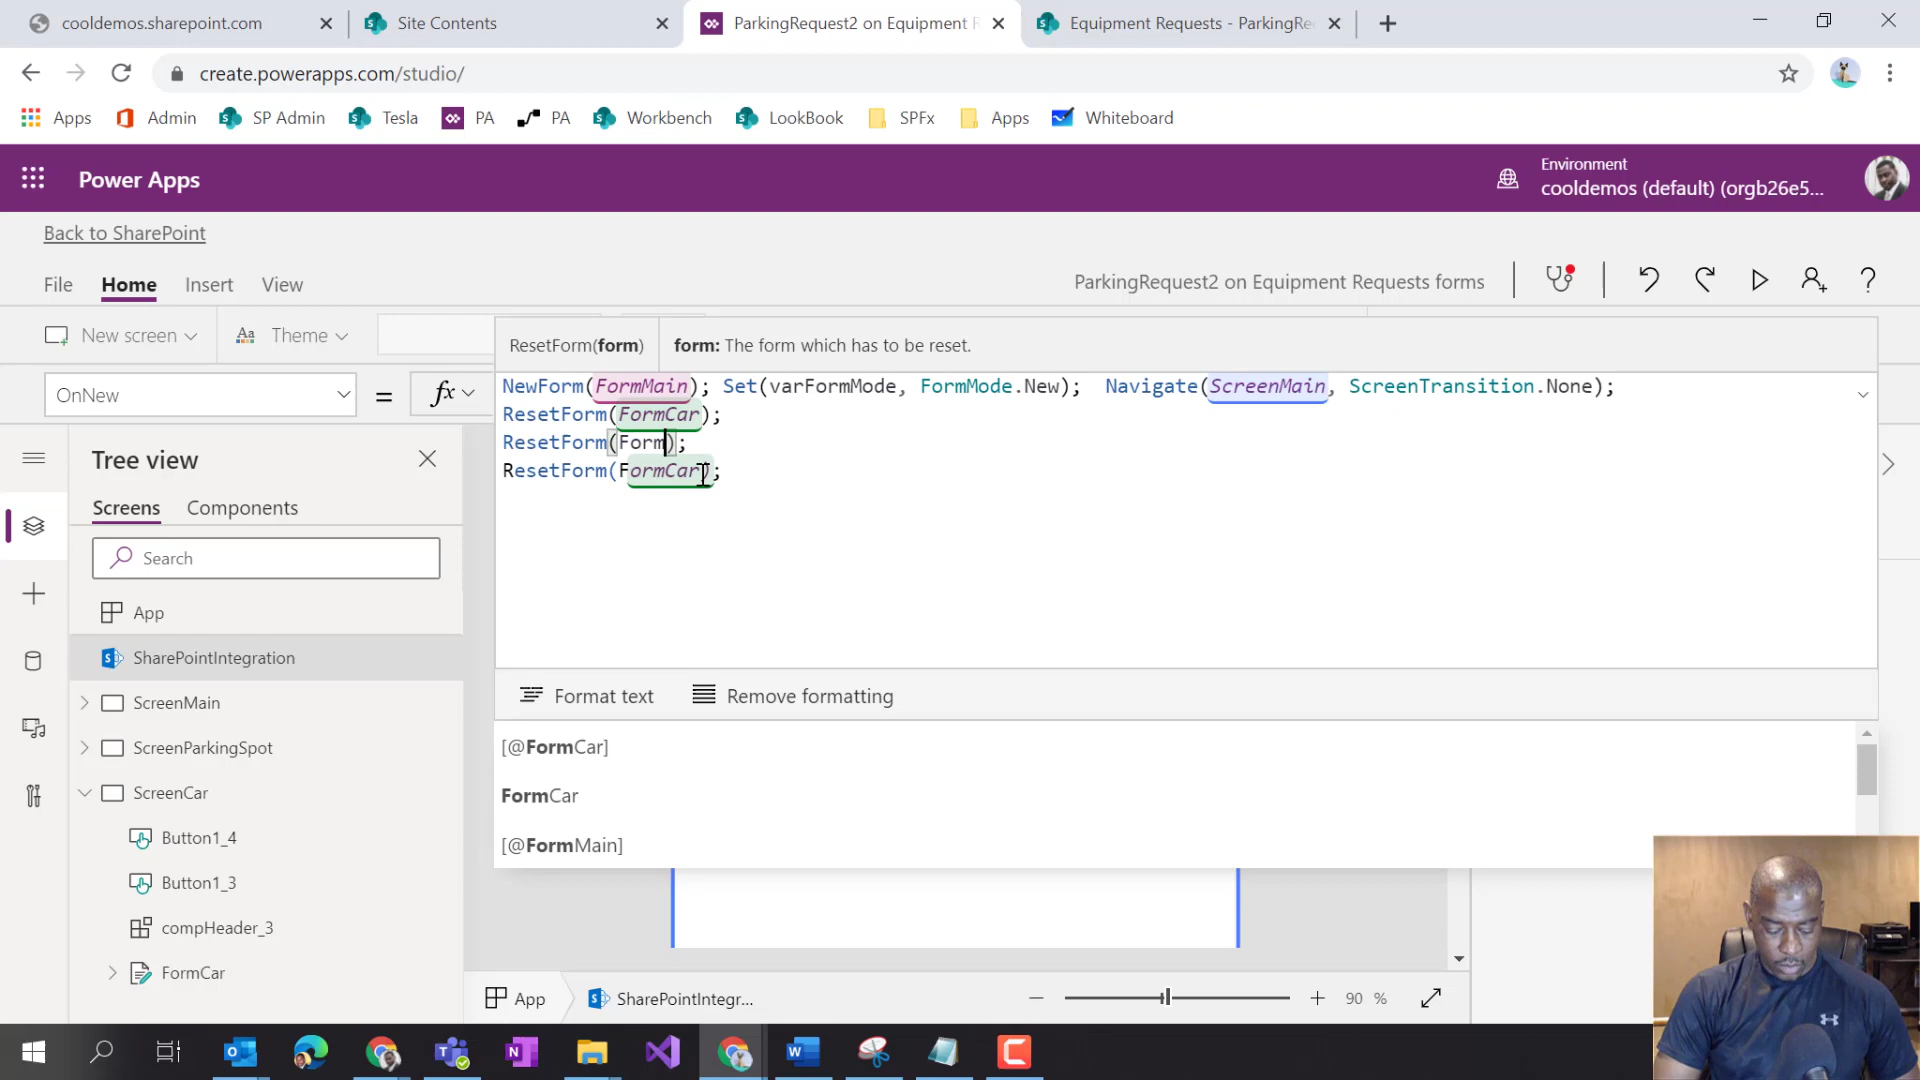 cooldemos.sharepoint.com
Site Contents
ParkingRequest2 on Equipment R
Equipment Requests - ParkingRe
create.powerapps.com/studio/
Apps
Admin
SP Admin
Tesla
PA
PA
Workbench
LookBook
SPFx
Apps
Whiteboard
Power Apps
Environment
cooldemos (default) (orgb26e5...
Back to SharePoint
File
Home
Insert
View
ParkingRequest2 on Equipment Requests forms
New screen
Theme
ResetForm(form)
form: The form which has to be reset.
OnNew
=
fx
NewForm(FormMain); Set(varFormMode, FormMode.New);  Navigate(ScreenMain, ScreenTransition.None);
ResetForm(FormCar);
ResetForm(Form);
ResetForm(FormCar);
Tree view
Screens
Components
Search
App
SharePointIntegration
ScreenMain
ScreenParkingSpot
ScreenCar
Button1_4
Button1_3
compHeader_3
FormCar
Format text
Remove formatting
[@FormCar]
FormCar
[@FormMain]
App
SharePointIntegr...
90 %